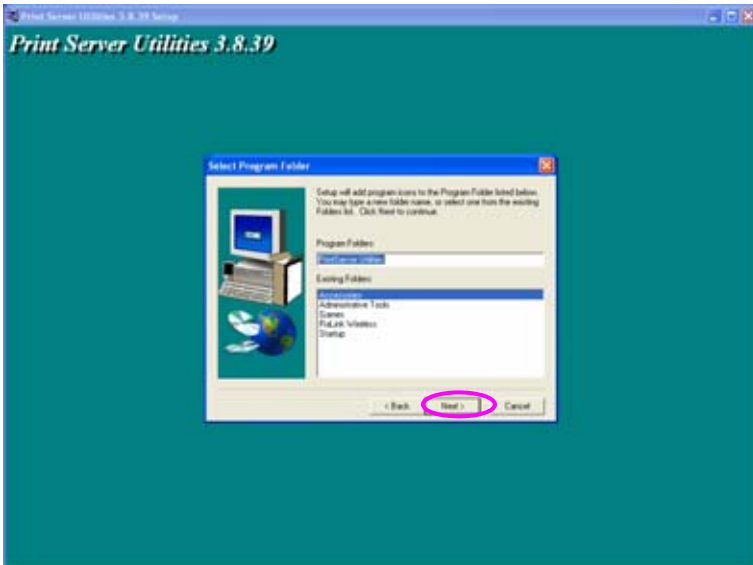 Print Server Utilities 3.8.39 Setup
Print Server Utilities 3.8.39
Select Program Folder
Setup will add program icons to the Program Folder listed below.
You may type a new folder name, or select one from the existing
Folders list. Click Next to continue.
Program Folders:
PrintServer Utilities
Existing Folders:
Accessories
Administrative Tools
Games
RaLink Wireless
Startup
< Back
Next >
Cancel